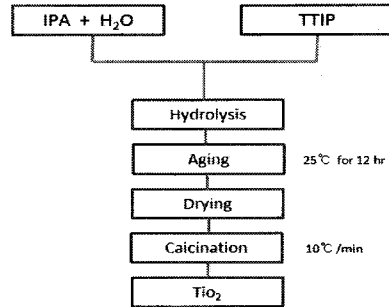 IPA + H₂O
TTIP
Hydrolysis
Aging
25℃ for 12 hr
Drying
Caicination
10℃/min
Tio₂